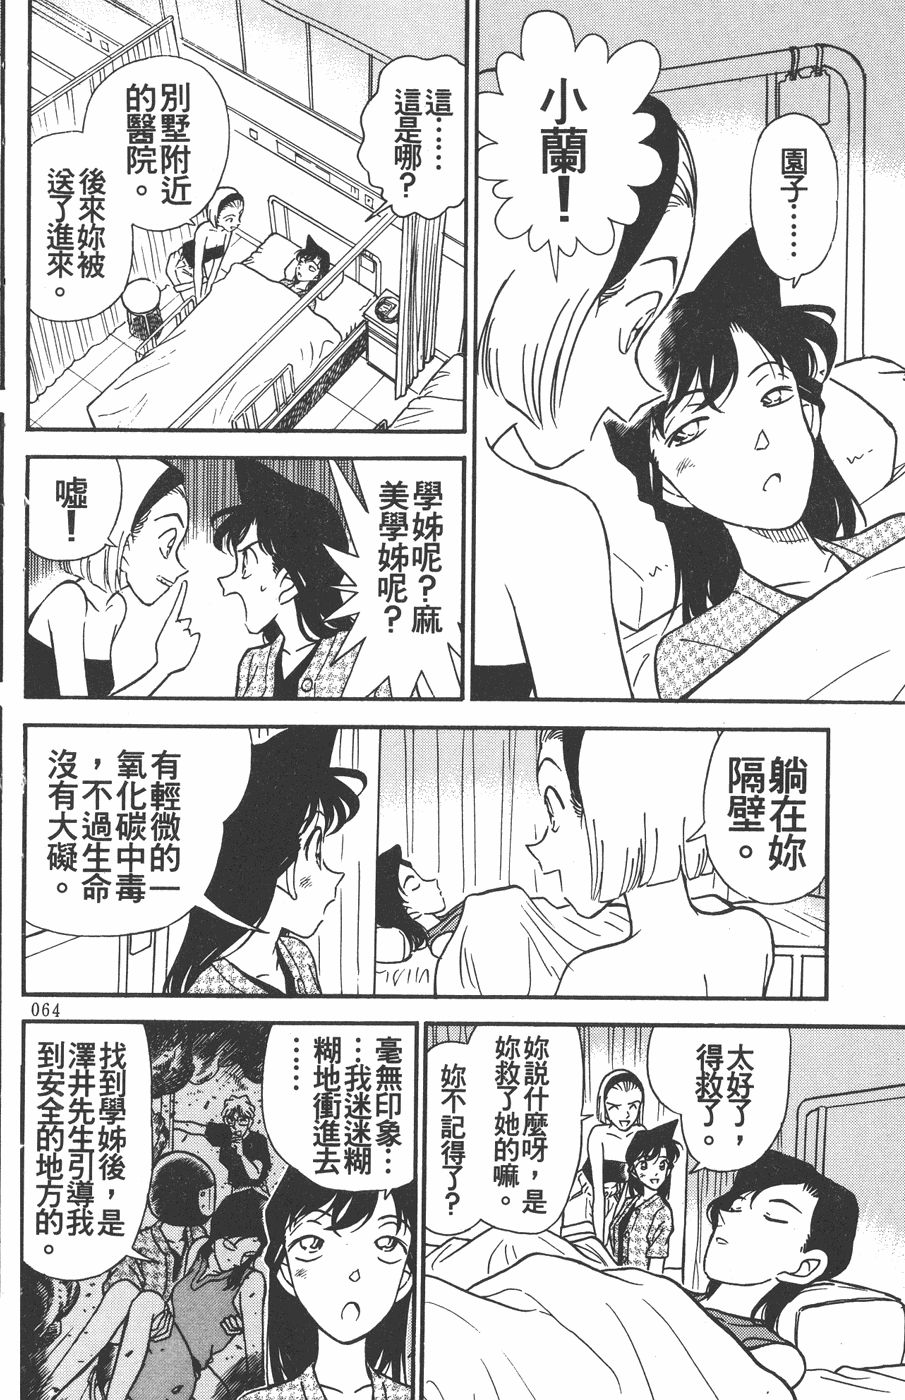 園子⋯⋯
小蘭！
這⋯⋯
這是哪？
別墅附近
的醫院。
後來妳被
送了進來。
學姊呢？麻
美學姊呢？
噓！
躺在妳
隔壁。
有輕微的一
氧化碳中毒
，不過生命
沒有大礙。
太好了，
得救了。
妳說什麼呀，是
妳救了她的嘛。
妳不記得了？
毫無印象⋯
⋯我迷迷糊
糊地衝進去
⋯⋯
找到學姊後，是
澤井先生引導我
到安全的地方的。
064